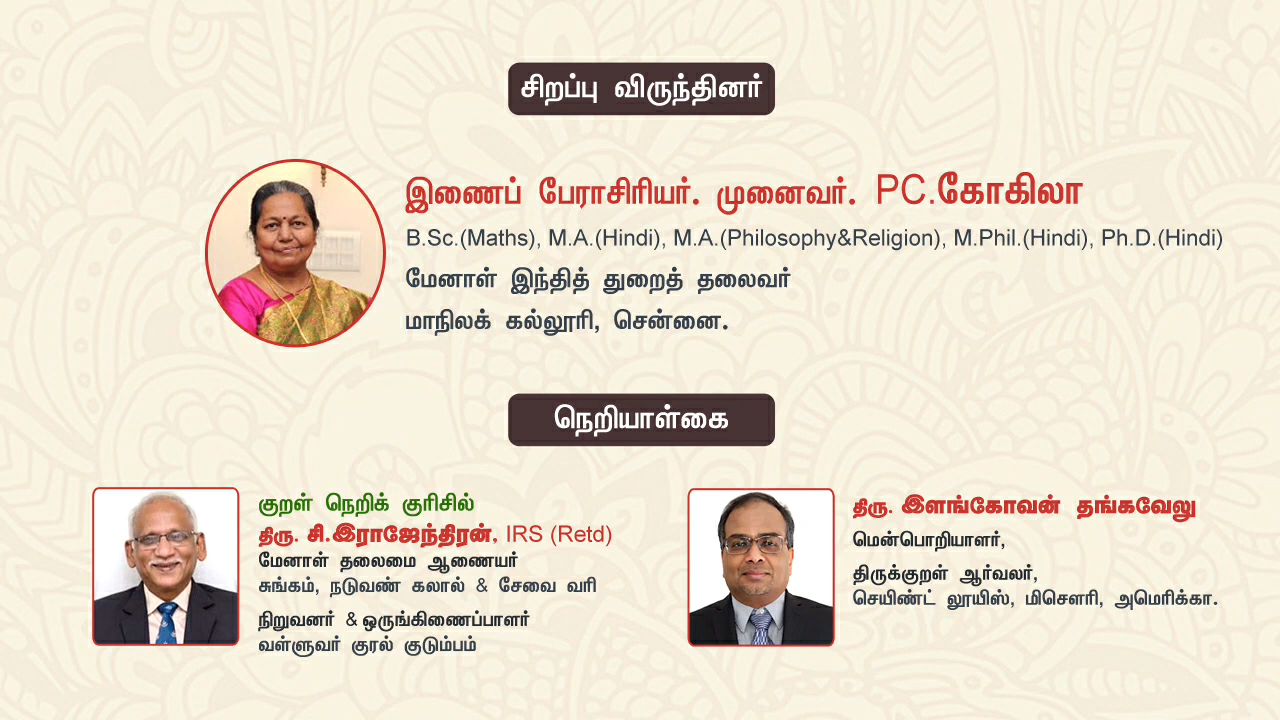 சிறப்பு விருந்தினர்
இணைப் பேராசிரியர். முனைவர். PC.கோகிலா
B.Sc.(Maths), M.A.(Hindi), M.A.(Philosophy&Religion), M.Phil.(Hindi), Ph.D.(Hindi)
மேனாள் இந்தித் துறைத் தலைவர்
மாநிலக் கல்லூரி, சென்னை.
நெறியாள்கை
குறள் நெறிக் குரிசில்
திரு. சி.இராஜேந்திரன், IRS (Retd)
மேனாள் தலைமை ஆணையர்
சுங்கம், நடுவண் கலால் & சேவை வரி
நிறுவனர் & ஒருங்கிணைப்பாளர்
வள்ளுவர் குரல் குடும்பம்
திரு. இளங்கோவன் தங்கவேலு
மென்பொறியாளர்,
திருக்குறள் ஆர்வலர்,
செயிண்ட் லூயிஸ், மிசௌரி, அமெரிக்கா.